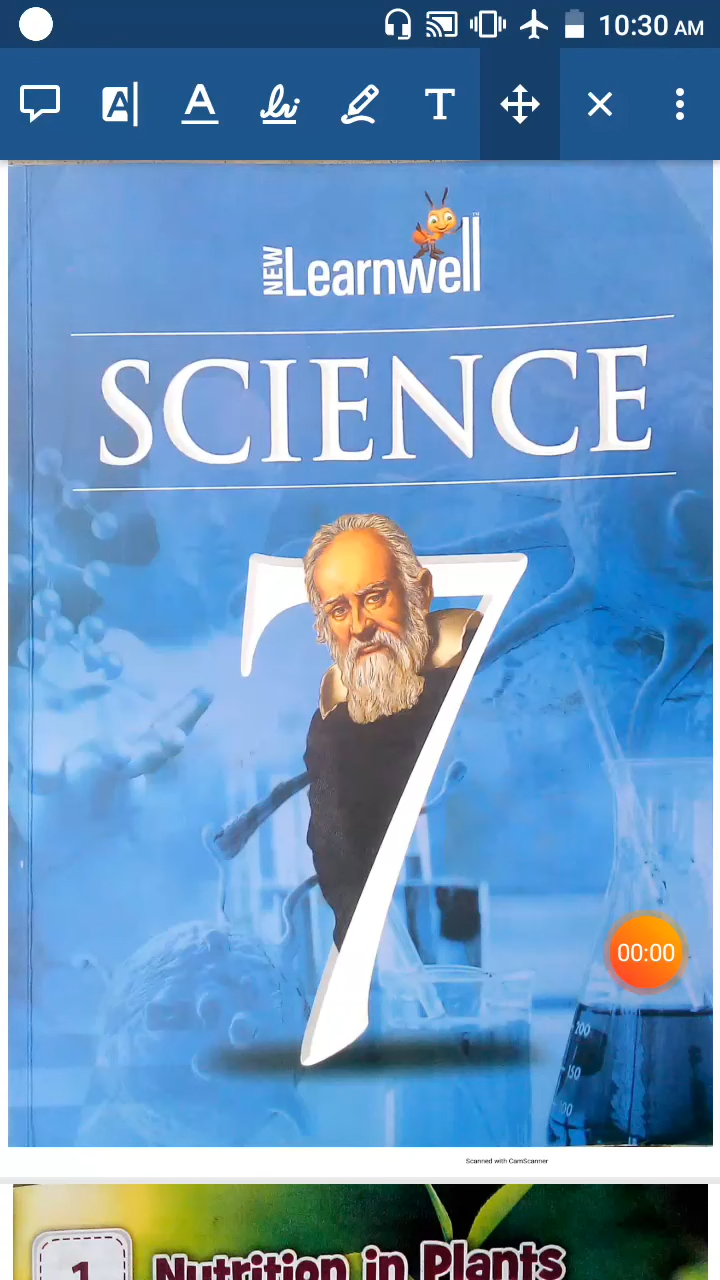 10:30 AM
A
A
T
NEW Learnwell
SCIENCE
7
00:00
200
150
100
Scanned with CamScanner
1 Nutrition in Plants